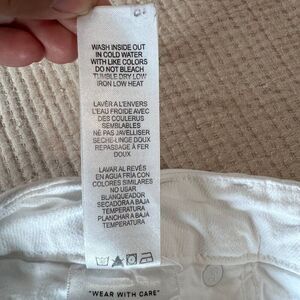 WASH INSIDE OUT
IN COLD WATER
WITH LIKE COLORS
DO NOT BLEACH
TUMBLE DRY LOW
IRON LOW HEAT
LAVER A L'ENVERS
L'EAU FROIDE AVEC
DES COULEURS
SEMBLABLES
NE PAS JAVELLISER
SECHE-LINGE DOUX
REPASSAGE À FER
DOUX
LAVAR AL REVÉS
EN AGUA FRIA CON
COLORES SIMILARES
NO USAR
BLANQUEADOR
SECADORA A BAJA
TEMPERATURA
PLANCHAR A BAJA
TEMPERATURA
"WEAR WITH CARE"